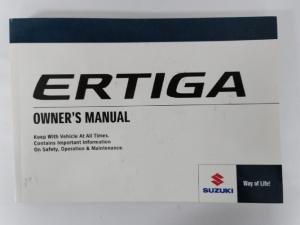 ERTIGA
OWNER'S MANUAL
Keep With Vehicle At All Times.
Contains Important Information
On Safety, Operation & Maintenance.
SUZUKI
Way of Life!